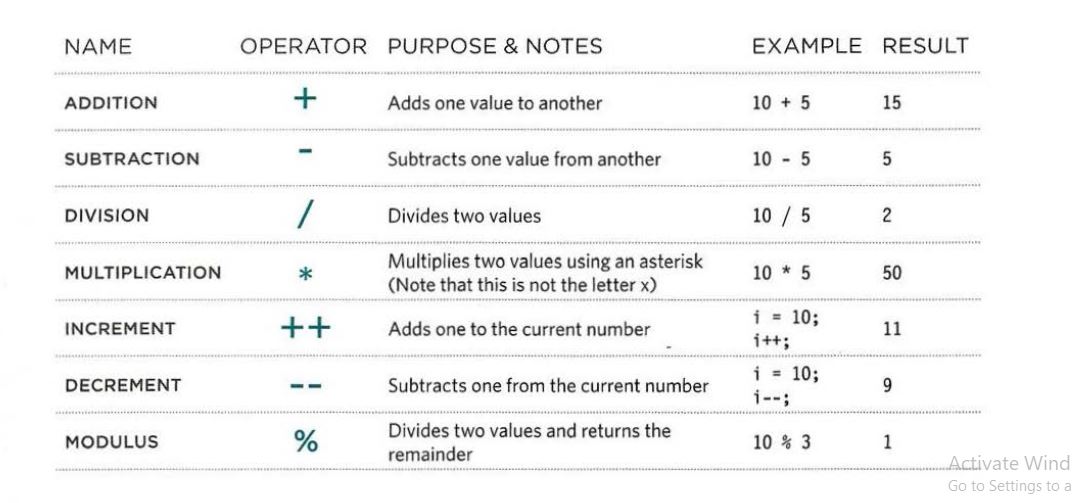 NAME OPERATOR PURPOSE & NOTES EXAMPLE RESULT
ADDITION + Adds one value to another 10 + 5 15
SUBTRACTION - Subtracts one value from another 10 - 5 5
DIVISION / Divides two values 10 / 5 2
MULTIPLICATION * Multiplies two values using an asterisk
(Note that this is not the letter x) 10 * 5 50
INCREMENT ++ Adds one to the current number i = 10;
i++; 11
DECREMENT -- Subtracts one from the current number i = 10;
i--; 9
MODULUS % Divides two values and returns the
remainder 10 % 3 1
Activate Wind
Go to Settings to a